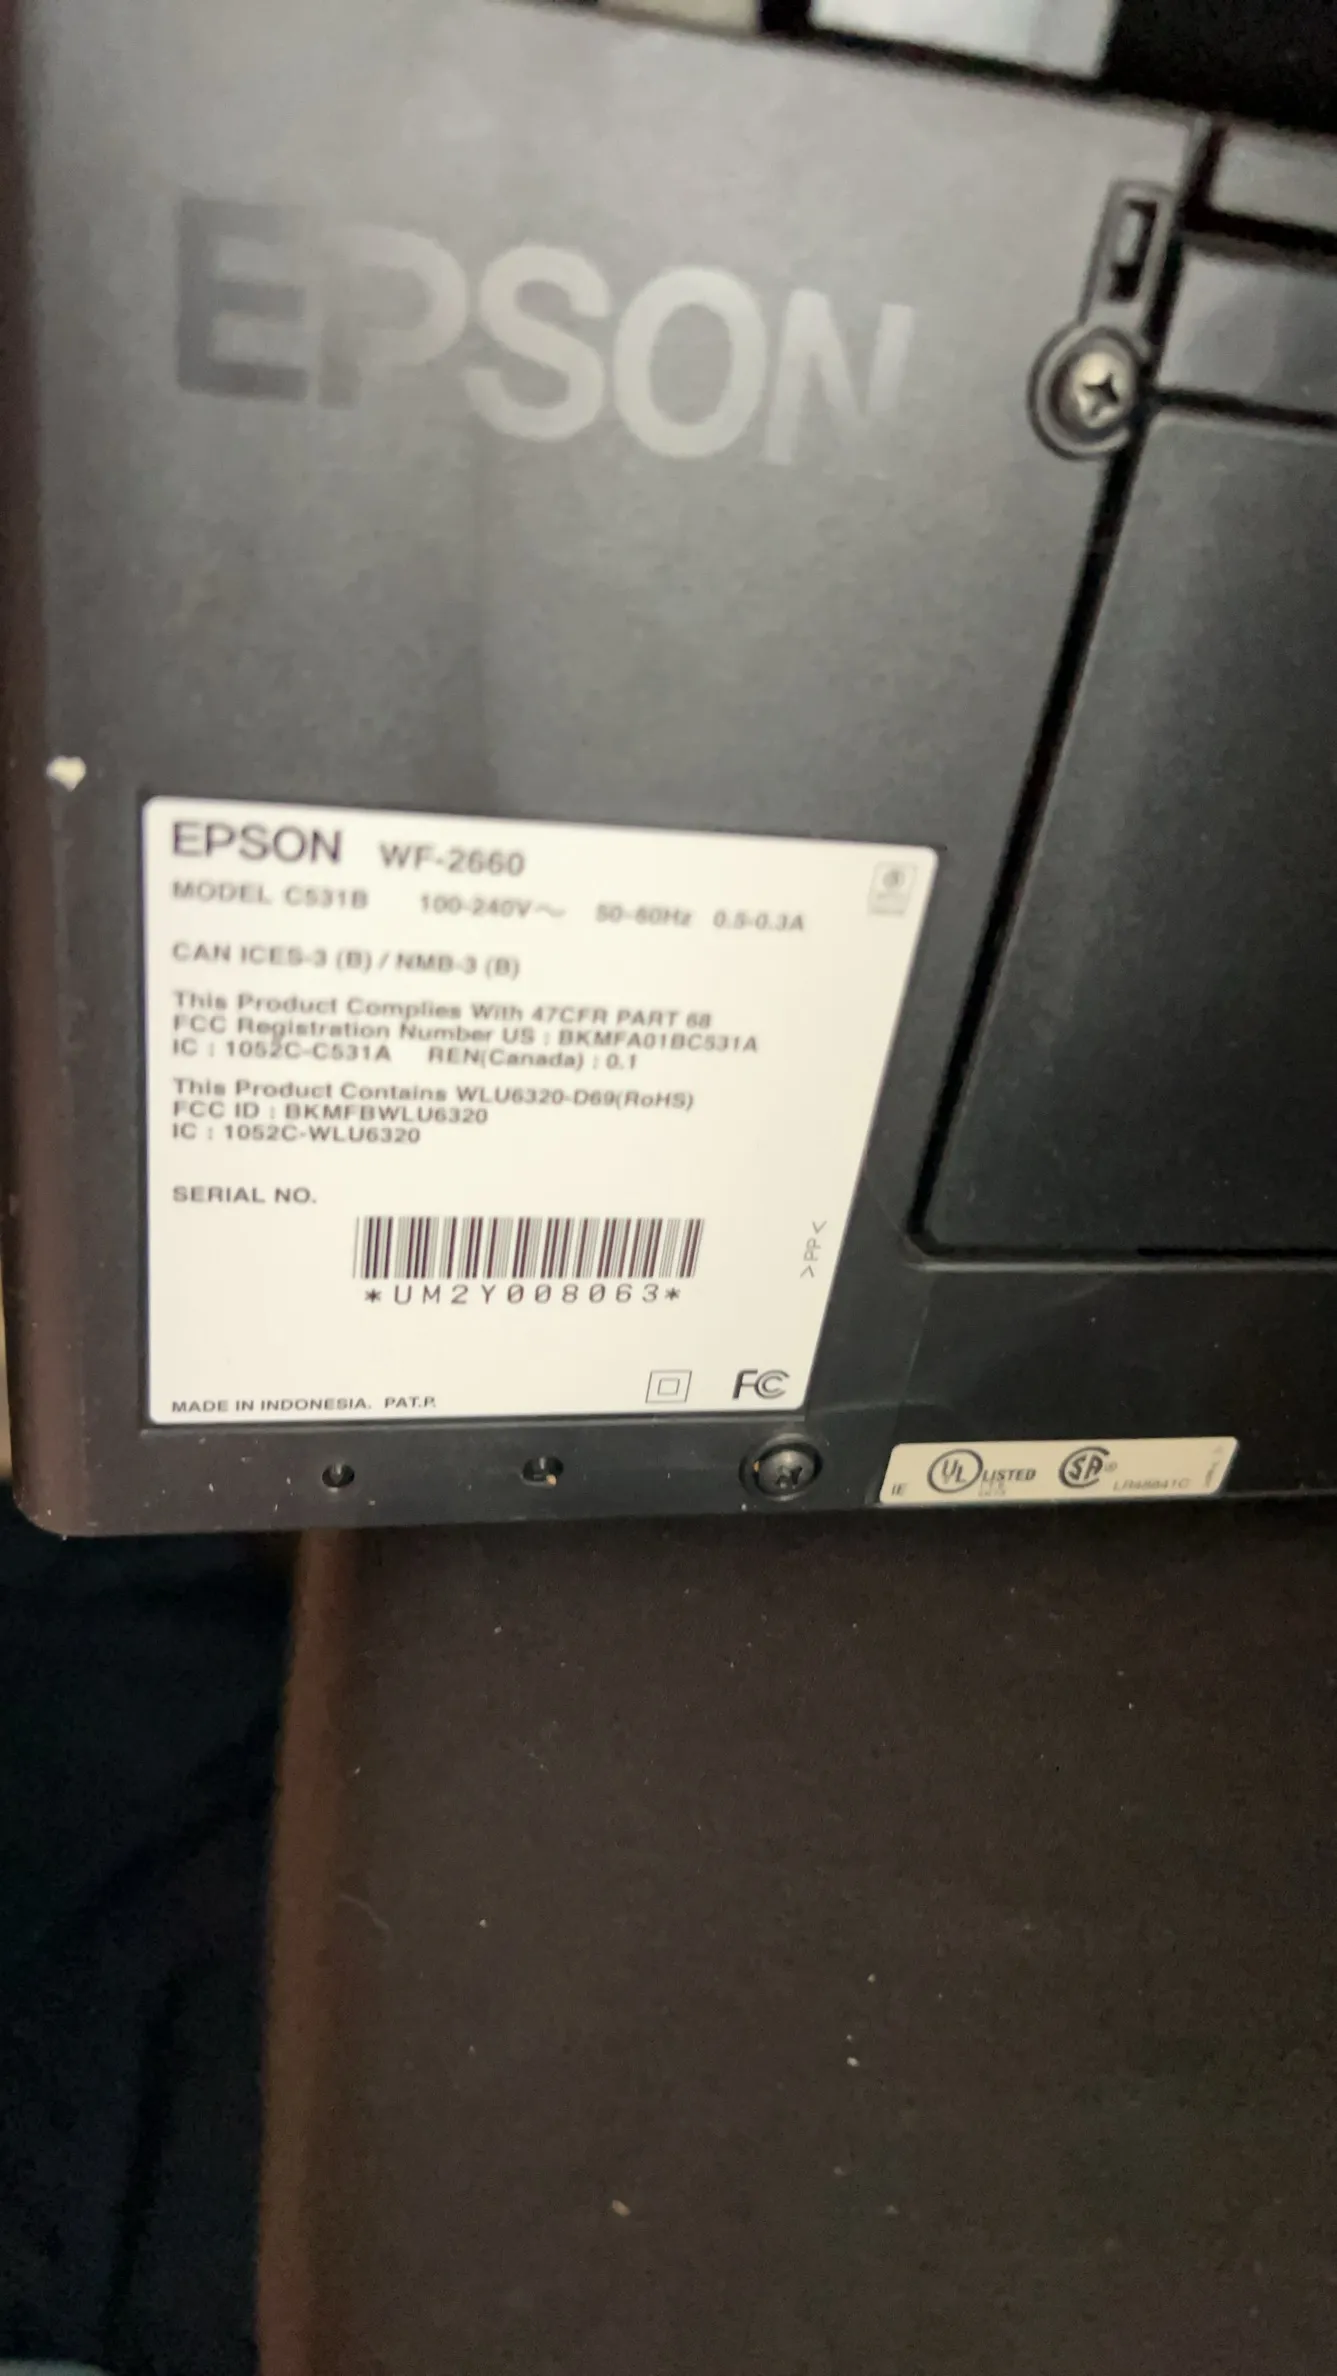 EPSON
EPSON WF-2660
MODEL C531B 100-240V～ 50-60Hz 0.5-0.3A
CAN ICES-3 (B) / NMB-3 (B)
This Product Complies With 47CFR PART 68
FCC Registration Number US : BKMFA01BC531A
IC : 1052C-C531A REN(Canada) : 0.1
This Product Contains WLU6320-D69(RoHS)
FCC ID : BKMFBWLU6320
IC : 1052C-WLU6320
SERIAL NO.
>PP<
*UM2Y008063*
FC
MADE IN INDONESIA. PAT.P.
IE UL LISTED SA®